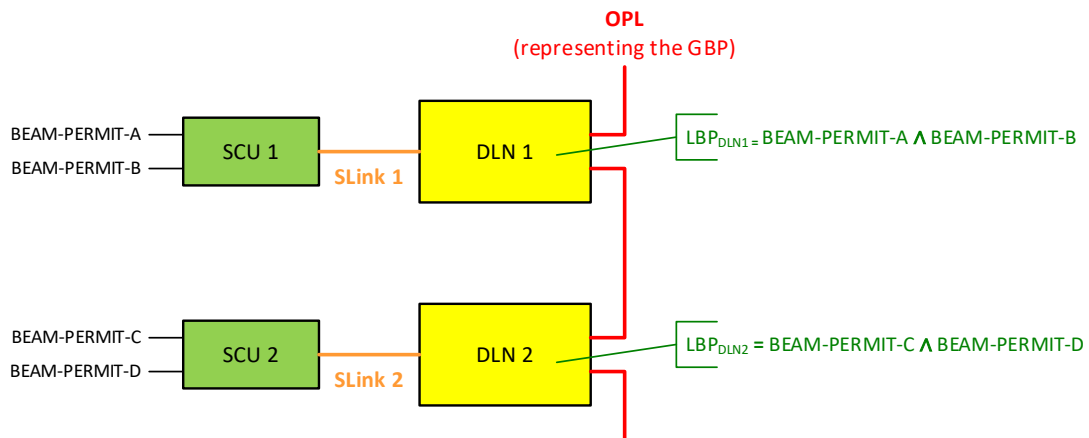 OPL
(representing the GBP)
BEAM-PERMIT-A
BEAM-PERMIT-B
SCU 1
SLink 1
DLN 1
LBPDLN1 = BEAM-PERMIT-A ∧ BEAM-PERMIT-B
BEAM-PERMIT-C
BEAM-PERMIT-D
SCU 2
SLink 2
DLN 2
LBPDLN2 = BEAM-PERMIT-C ∧ BEAM-PERMIT-D